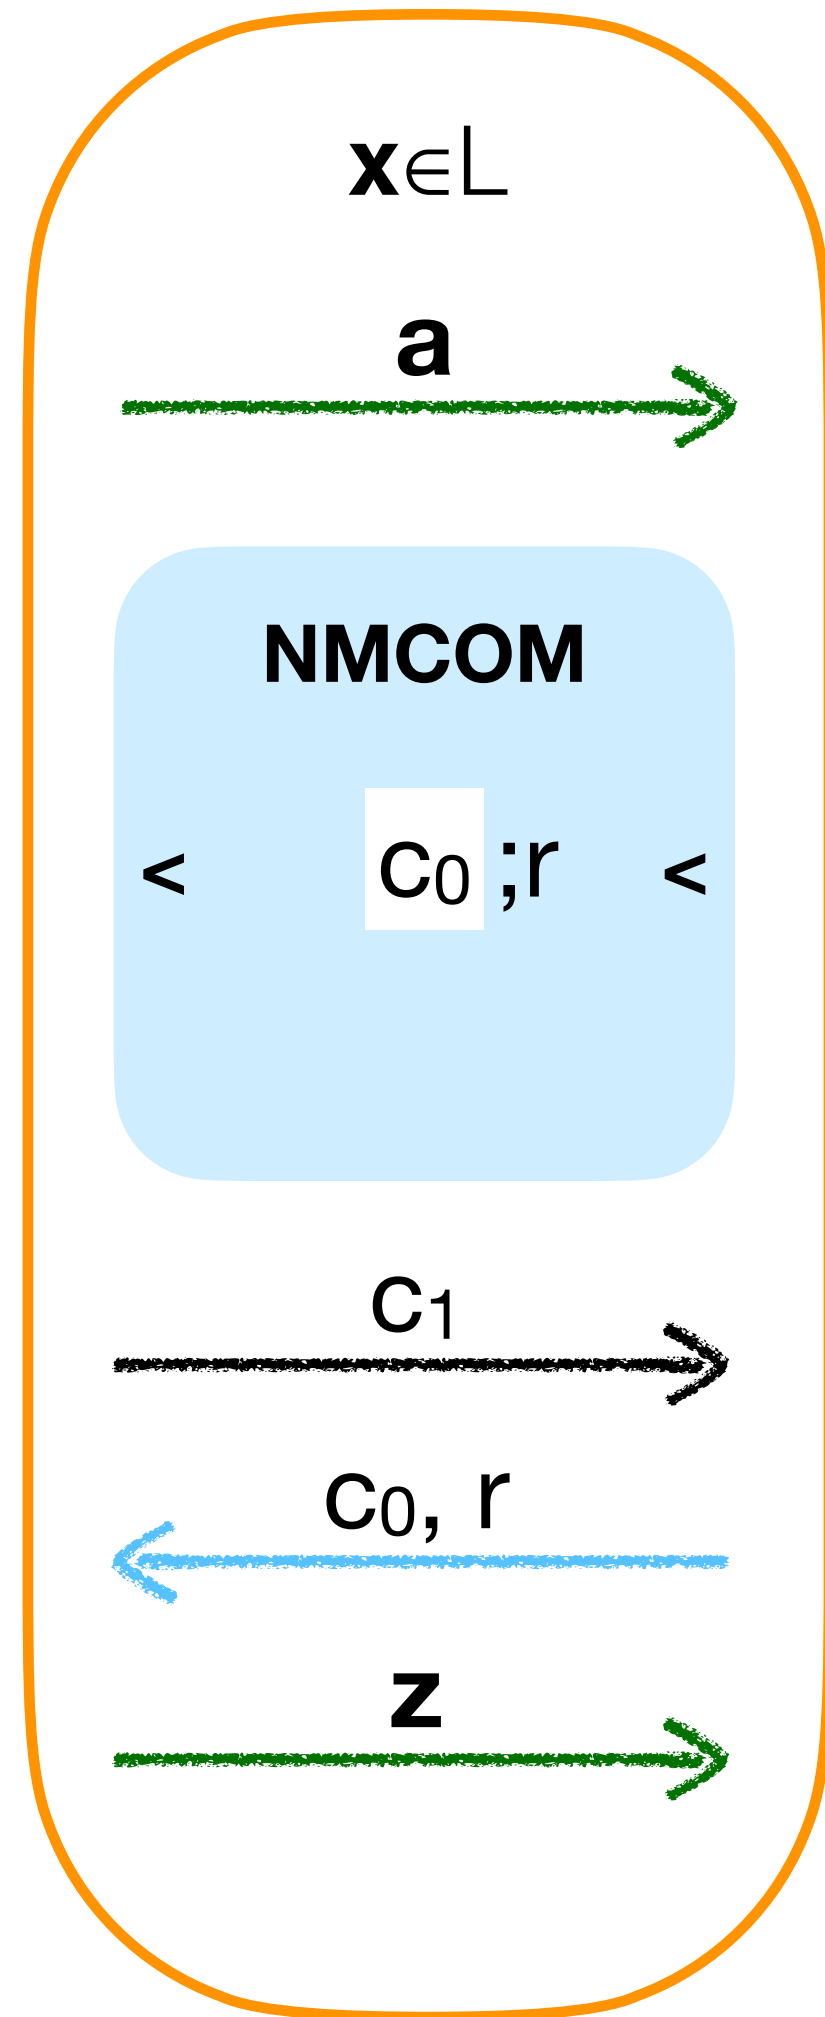 x∈L
a
NMCOM
< c₀ ;r <
c₁
c₀, r
z